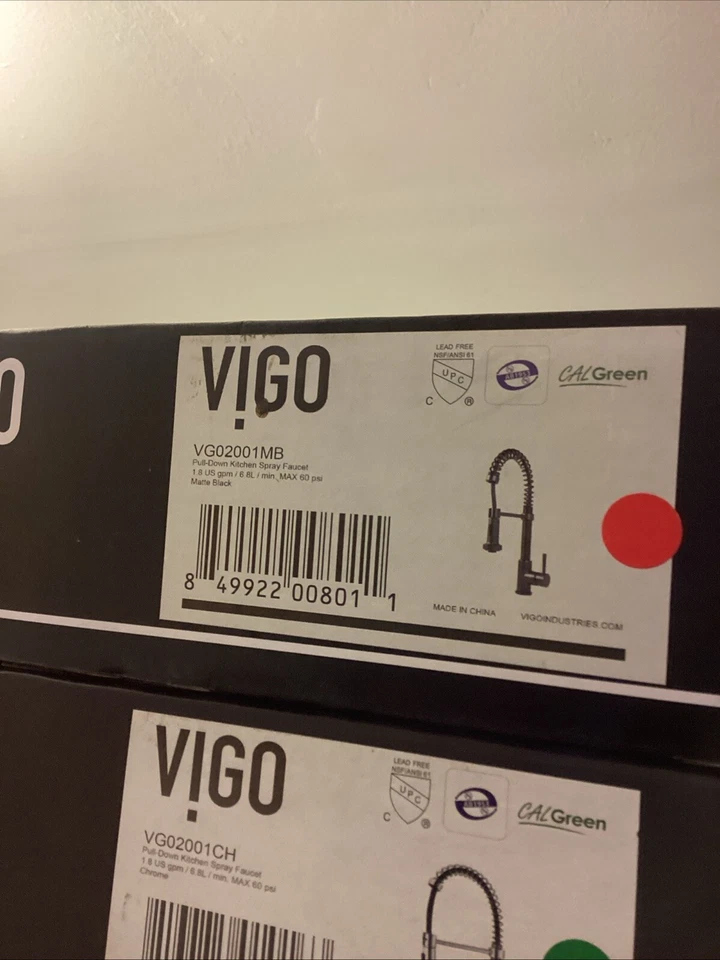 O
VIGO
LEAD FREE
NSF/ANSI 61
UPC
C ®
AB1953
CALGreen
VG02001MB
Pull-Down Kitchen Spray Faucet
1.8 US gpm / 6.8L / min. MAX 60 psi
Matte Black
8 49922 00801 1
MADE IN CHINA
VIGOINDUSTRIES.COM
VIGO
LEAD FREE
NSF/ANSI 61
UPC
C ®
AB1953
CALGreen
VG02001CH
Pull-Down Kitchen Spray Faucet
1.8 US gpm / 6.8L / min. MAX 60 psi
Chrome